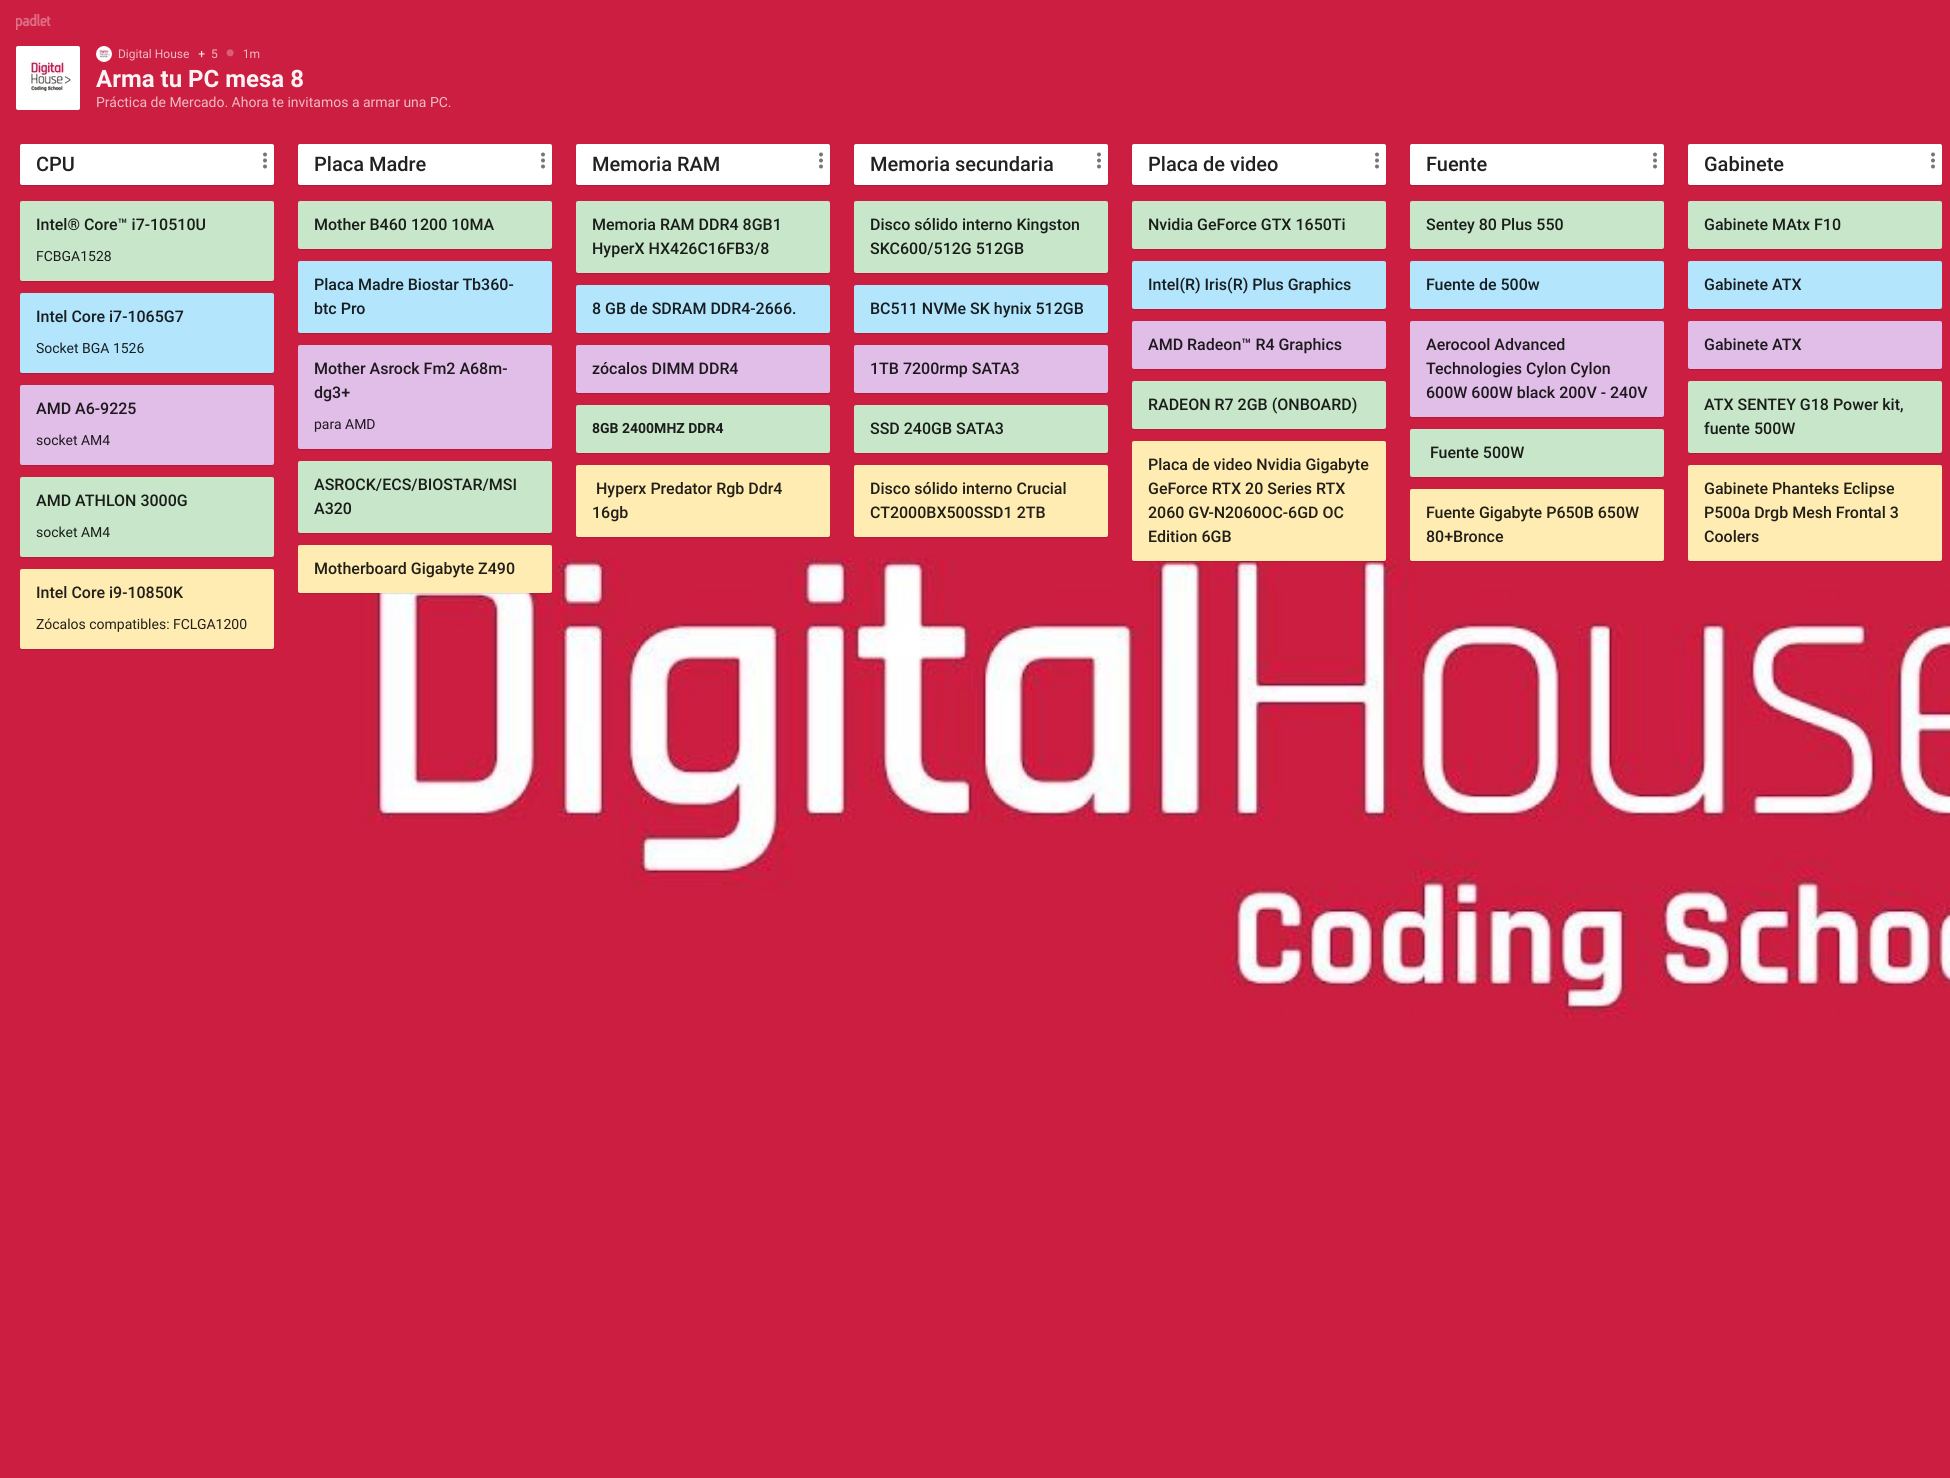 padlet
Digital
House>
Coding School
Digital House + 5 1m
Arma tu PC mesa 8
Práctica de Mercado. Ahora te invitamos a armar una PC.
CPU
Intel® Core™ i7-10510U
FCBGA1528
Intel Core i7-1065G7
Socket BGA 1526
AMD A6-9225
socket AM4
AMD ATHLON 3000G
socket AM4
Intel Core i9-10850K
Zócalos compatibles: FCLGA1200
Placa Madre
Mother B460 1200 10MA
Placa Madre Biostar Tb360-
btc Pro
Mother Asrock Fm2 A68m-
dg3+
para AMD
ASROCK/ECS/BIOSTAR/MSI
A320
Motherboard Gigabyte Z490
Memoria RAM
Memoria RAM DDR4 8GB1
HyperX HX426C16FB3/8
8 GB de SDRAM DDR4-2666.
zócalos DIMM DDR4
8GB 2400MHZ DDR4
Hyperx Predator Rgb Ddr4
16gb
Memoria secundaria
Disco sólido interno Kingston
SKC600/512G 512GB
BC511 NVMe SK hynix 512GB
1TB 7200rmp SATA3
SSD 240GB SATA3
Disco sólido interno Crucial
CT2000BX500SSD1 2TB
Placa de video
Nvidia GeForce GTX 1650Ti
Intel(R) Iris(R) Plus Graphics
AMD Radeon™ R4 Graphics
RADEON R7 2GB (ONBOARD)
Placa de video Nvidia Gigabyte
GeForce RTX 20 Series RTX
2060 GV-N2060OC-6GD OC
Edition 6GB
Fuente
Sentey 80 Plus 550
Fuente de 500w
Aerocool Advanced
Technologies Cylon Cylon
600W 600W black 200V - 240V
Fuente 500W
Fuente Gigabyte P650B 650W
80+Bronce
Gabinete
Gabinete MAtx F10
Gabinete ATX
Gabinete ATX
ATX SENTEY G18 Power kit,
fuente 500W
Gabinete Phanteks Eclipse
P500a Drgb Mesh Frontal 3
Coolers
DigitalHouse
Coding Schoo